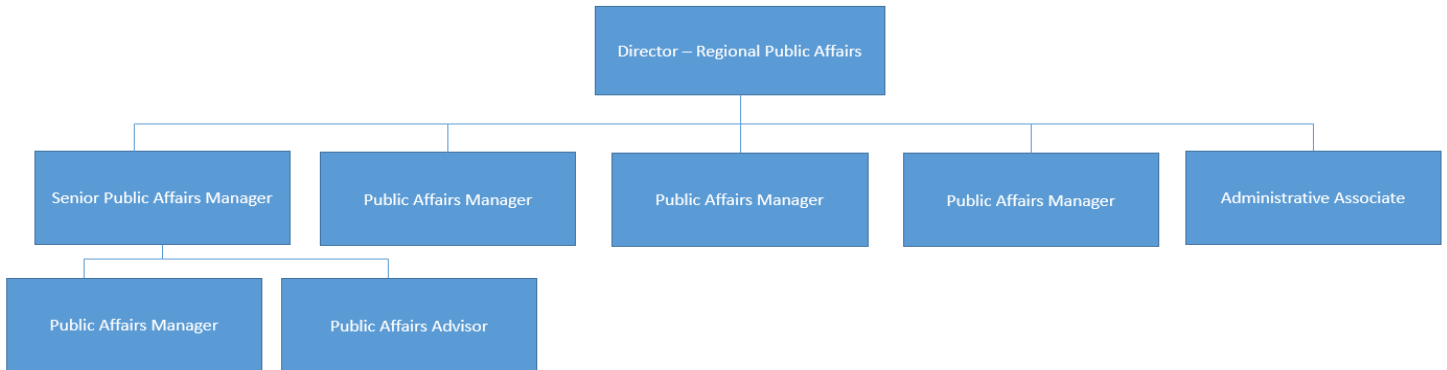 Director – Regional Public Affairs
Senior Public Affairs Manager
Public Affairs Manager
Public Affairs Manager
Public Affairs Manager
Administrative Associate
Public Affairs Manager
Public Affairs Advisor